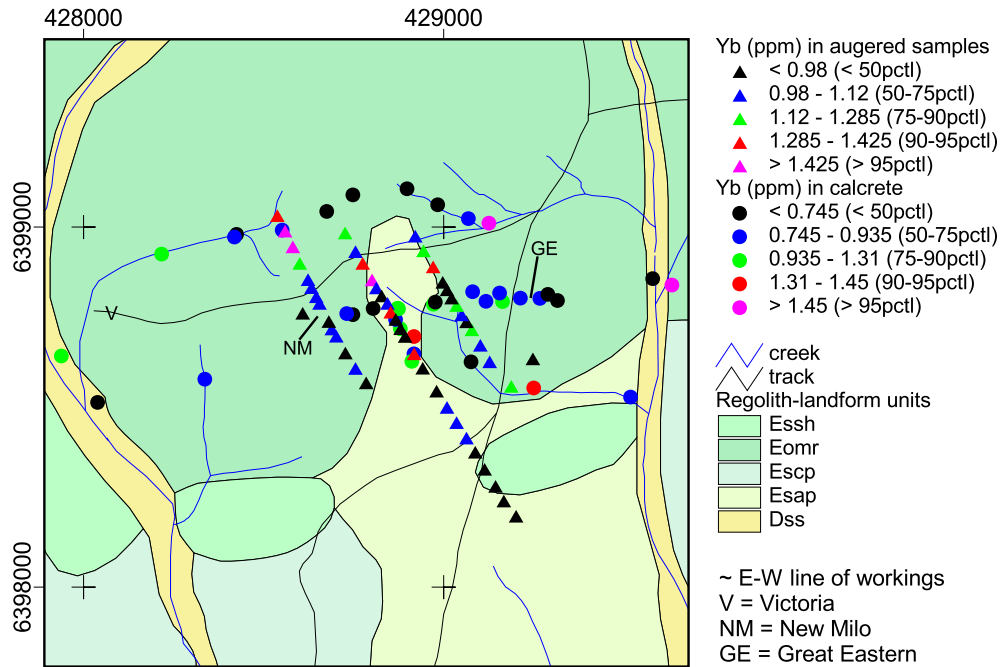 428000
429000
6399000
6398000
V
NM
GE
Yb (ppm) in augered samples
< 0.98 (< 50pctl)
0.98 - 1.12 (50-75pctl)
1.12 - 1.285 (75-90pctl)
1.285 - 1.425 (90-95pctl)
> 1.425 (> 95pctl)
Yb (ppm) in calcrete
< 0.745 (< 50pctl)
0.745 - 0.935 (50-75pctl)
0.935 - 1.31 (75-90pctl)
1.31 - 1.45 (90-95pctl)
> 1.45 (> 95pctl)
creek
track
Regolith-landform units
Essh
Eomr
Escp
Esap
Dss
~ E-W line of workings
V = Victoria
NM = New Milo
GE = Great Eastern